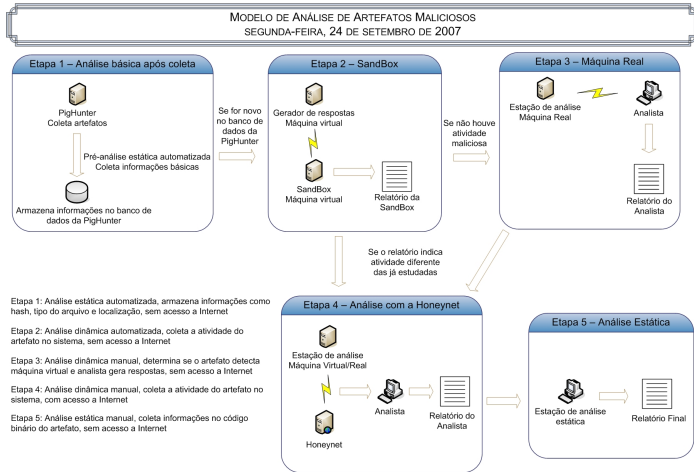 MODELO DE ANÁLISE DE ARTEFATOS MALICIOSOS
SEGUNDA-FEIRA, 24 DE SETEMBRO DE 2007
Etapa 1 – Análise básica após coleta
PigHunter
Coleta artefatos
Pré-análise estática automatizada
Coleta informações básicas
Armazena informações no banco de
dados da PigHunter
Se for novo
no banco de
dados da
PigHunter
Etapa 2 – SandBox
Gerador de respostas
Máquina virtual
SandBox
Máquina virtual
Relatório da
SandBox
Se não houve
atividade
maliciosa
Etapa 3 – Máquina Real
Estação de análise
Máquina Real
Analista
Relatório do
Analista
Se o relatório indica
atividade diferente
das já estudadas
Etapa 1: Análise estática automatizada, armazena informações como
hash, tipo do arquivo e localização, sem acesso a Internet
Etapa 2: Análise dinâmica automatizada, coleta a atividade do
artefato no sistema, sem acesso a Internet
Etapa 3: Análise dinâmica manual, determina se o artefato detecta
máquina virtual e analista gera respostas, sem acesso a Internet
Etapa 4: Análise dinâmica manual, coleta a atividade do artefato no
sistema, com acesso a Internet
Etapa 5: Análise estática manual, coleta informações no código
binário do artefato, sem acesso a Internet
Etapa 4 – Análise com a Honeynet
Estação de análise
Máquina Virtual/Real
Honeynet
Analista
Relatório do
Analista
Etapa 5 – Análise Estática
Estação de análise
estática
Relatório Final